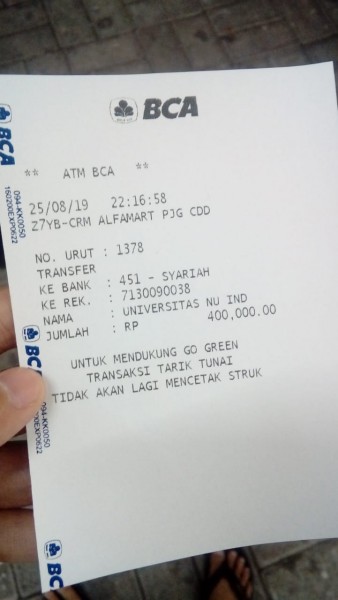 BCA
** ATM BCA **
25/08/19 22:16:58
Z7YB-CRM ALFAMART PJG CDD
NO. URUT : 1378
TRANSFER
KE BANK : 451 - SYARIAH
KE REK. : 7130090038
NAMA : UNIVERSITAS NU IND
JUMLAH : RP 400,000.00
UNTUK MENDUKUNG GO GREEN
TRANSAKSI TARIK TUNAI
TIDAK AKAN LAGI MENCETAK STRUK
BCA
094-KK0050
160200EXP0622
BCA
094-KK0050
BCA